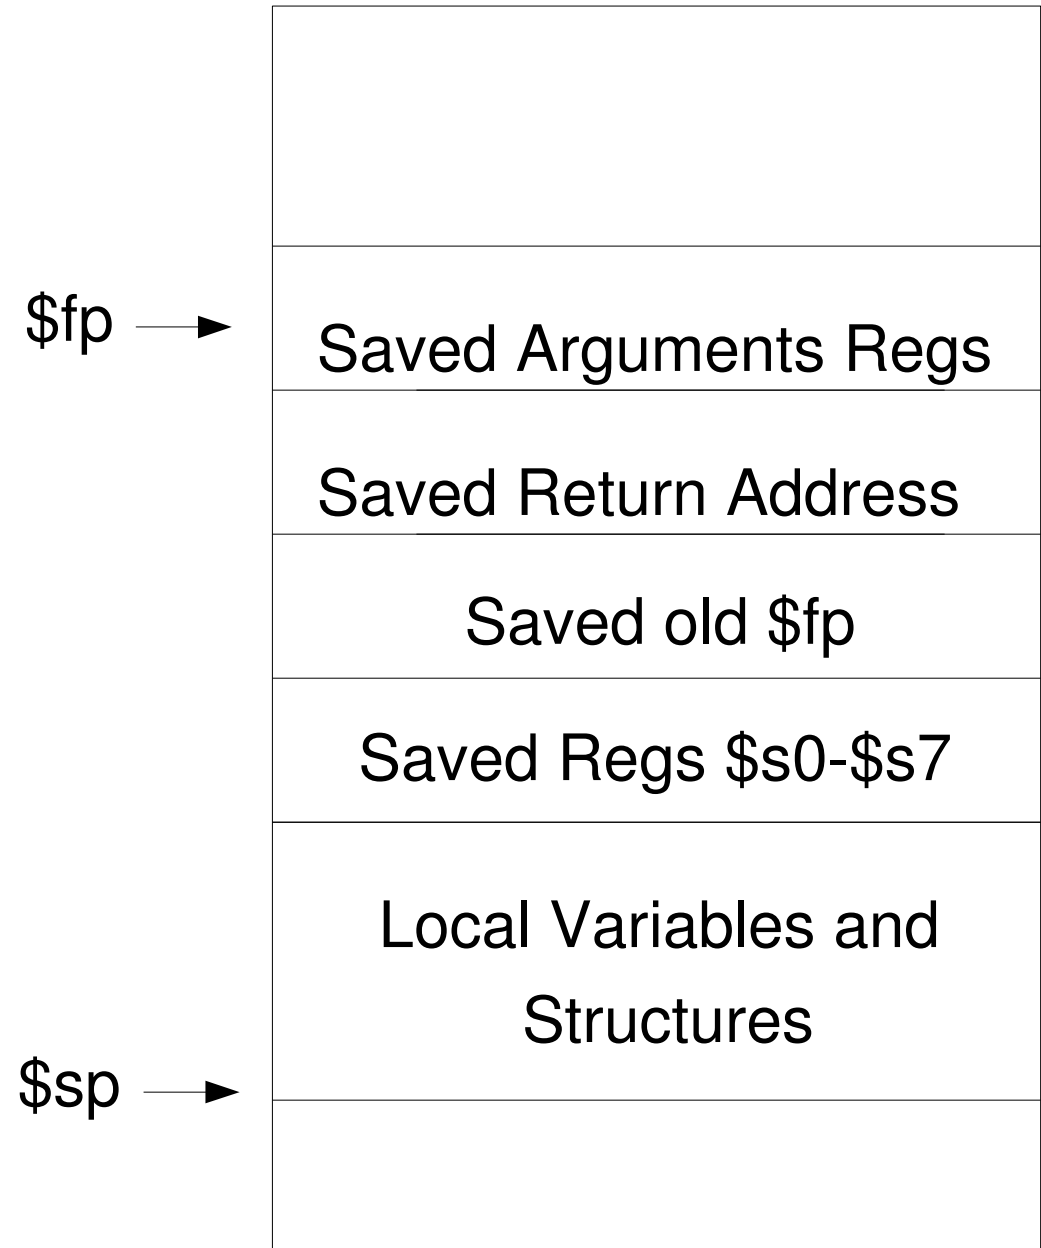 $fp
Saved Arguments Regs
Saved Return Address
Saved old $fp
Saved Regs $s0-$s7
Local Variables and
Structures
$sp